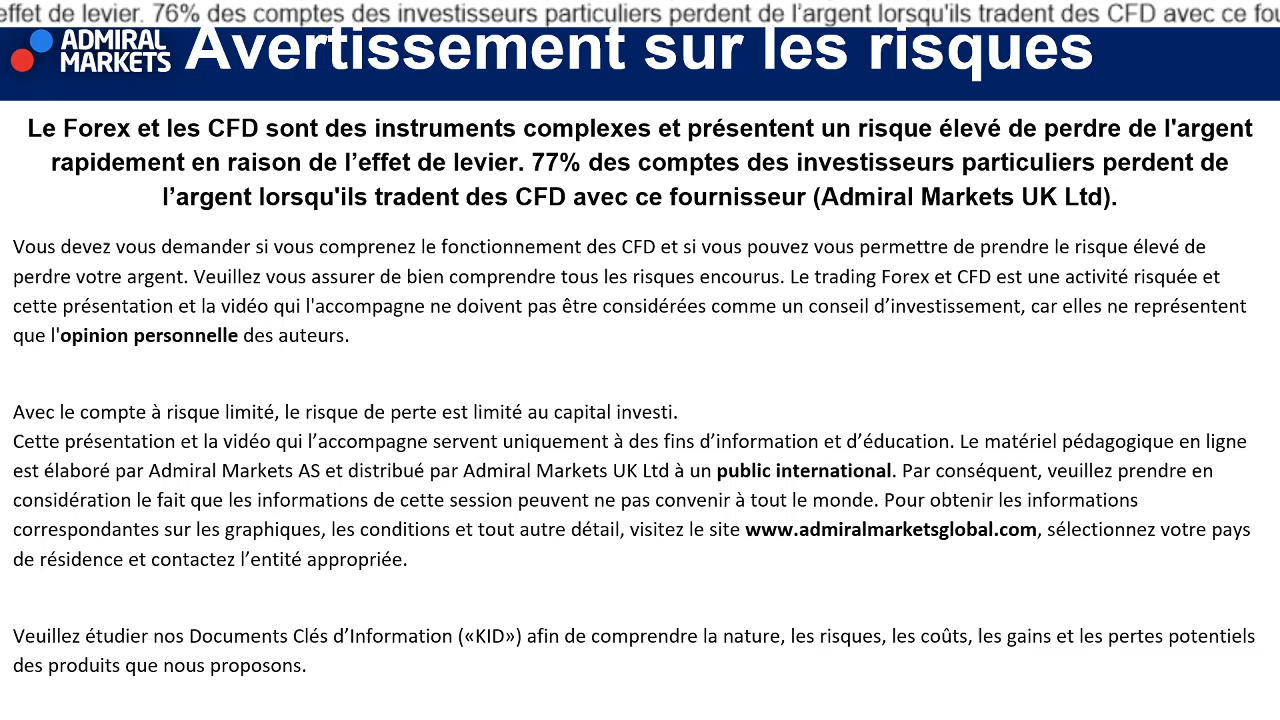 effet de levier. 76% des comptes des investisseurs particuliers perdent de l’argent lorsqu'ils tradent des CFD avec ce
ADMIRAL
MARKETS
Avertissement sur les risques
Le Forex et les CFD sont des instruments complexes et présentent un risque élevé de perdre de l'argent
rapidement en raison de l’effet de levier. 77% des comptes des investisseurs particuliers perdent de
l’argent lorsqu'ils tradent des CFD avec ce fournisseur (Admiral Markets UK Ltd).
Vous devez vous demander si vous comprenez le fonctionnement des CFD et si vous pouvez vous permettre de prendre le risque élevé de
perdre votre argent. Veuillez vous assurer de bien comprendre tous les risques encourus. Le trading Forex et CFD est une activité risquée et
cette présentation et la vidéo qui l'accompagne ne doivent pas être considérées comme un conseil d’investissement, car elles ne représentent
que l'opinion personnelle des auteurs.
Avec le compte à risque limité, le risque de perte est limité au capital investi.
Cette présentation et la vidéo qui l’accompagne servent uniquement à des fins d’information et d’éducation. Le matériel pédagogique en ligne
est élaboré par Admiral Markets AS et distribué par Admiral Markets UK Ltd à un public international. Par conséquent, veuillez prendre en
considération le fait que les informations de cette session peuvent ne pas convenir à tout le monde. Pour obtenir les informations
correspondantes sur les graphiques, les conditions et tout autre détail, visitez le site www.admiralmarketsglobal.com, sélectionnez votre pays
de résidence et contactez l’entité appropriée.
Veuillez étudier nos Documents Clés d’Information («KID») afin de comprendre la nature, les risques, les coûts, les gains et les pertes potentiels
des produits que nous proposons.